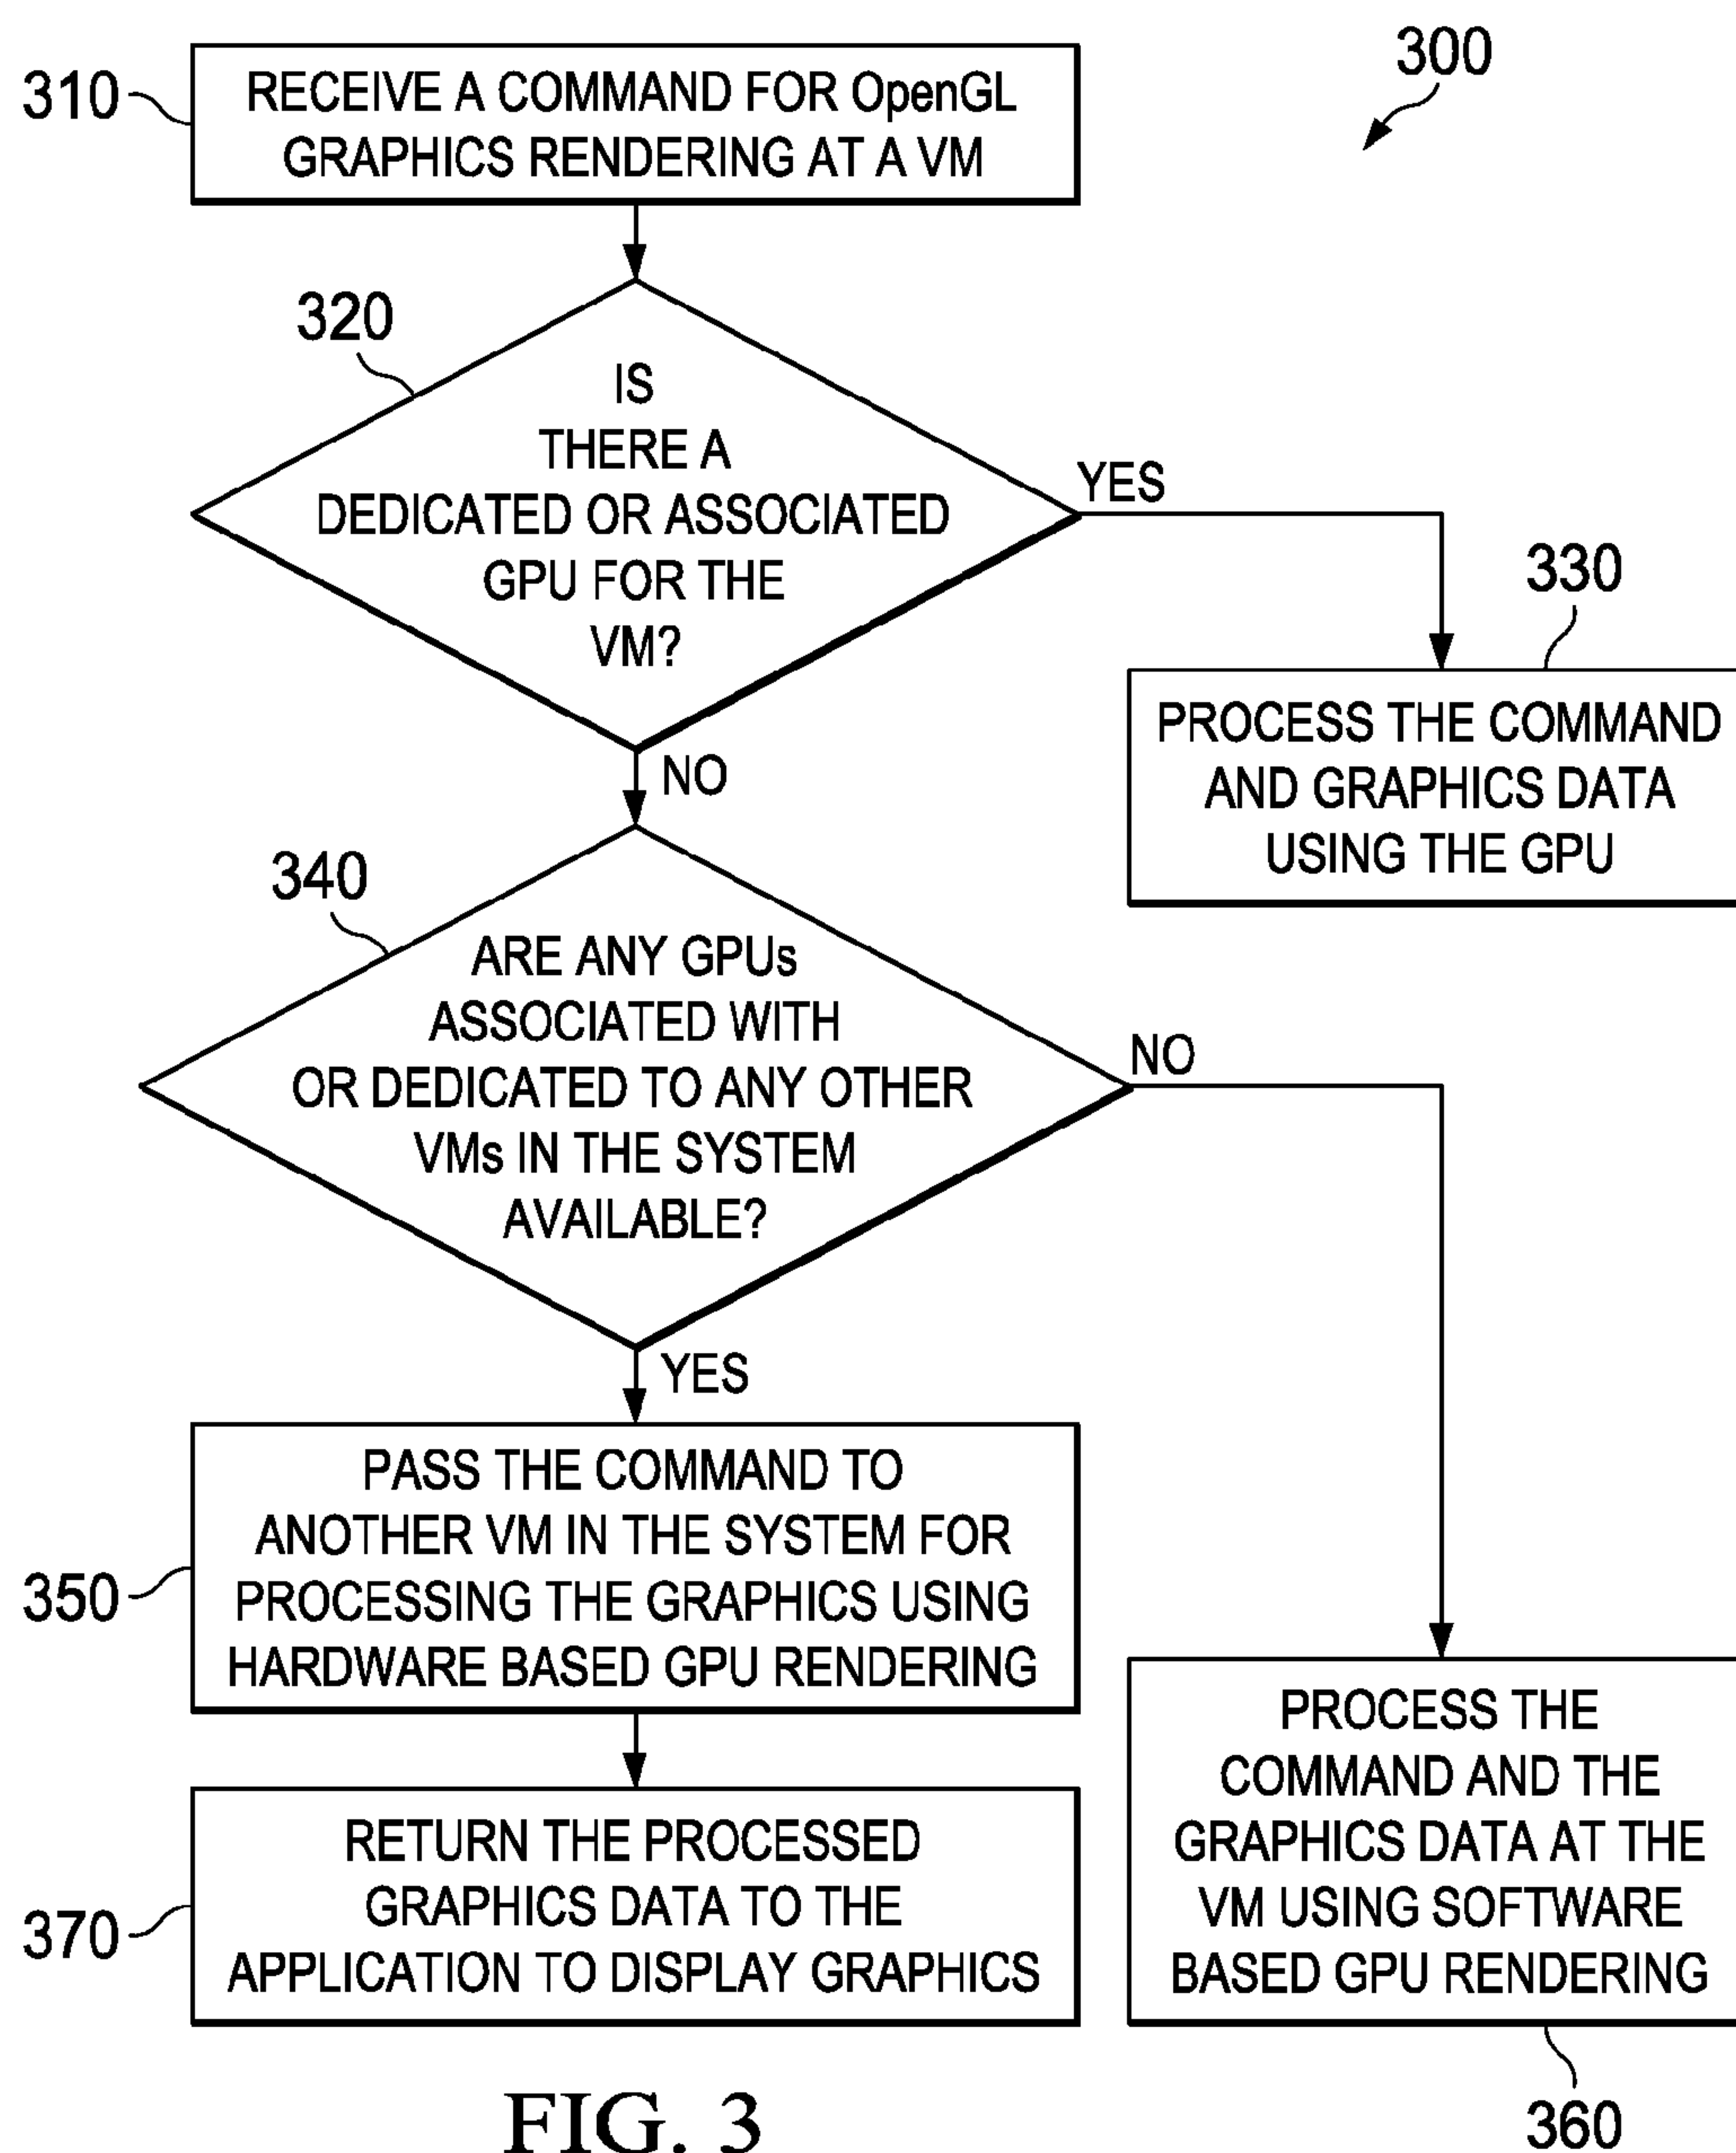 300
310
RECEIVE A COMMAND FOR OpenGL
GRAPHICS RENDERING AT A VM
320
IS
THERE A
DEDICATED OR ASSOCIATED
GPU FOR THE
VM?
YES
330
PROCESS THE COMMAND
AND GRAPHICS DATA
USING THE GPU
NO
340
ARE ANY GPUs
ASSOCIATED WITH
OR DEDICATED TO ANY OTHER
VMs IN THE SYSTEM
AVAILABLE?
NO
YES
350
PASS THE COMMAND TO
ANOTHER VM IN THE SYSTEM FOR
PROCESSING THE GRAPHICS USING
HARDWARE BASED GPU RENDERING
PROCESS THE
COMMAND AND THE
GRAPHICS DATA AT THE
VM USING SOFTWARE
BASED GPU RENDERING
360
370
RETURN THE PROCESSED
GRAPHICS DATA TO THE
APPLICATION TO DISPLAY GRAPHICS
FIG. 3